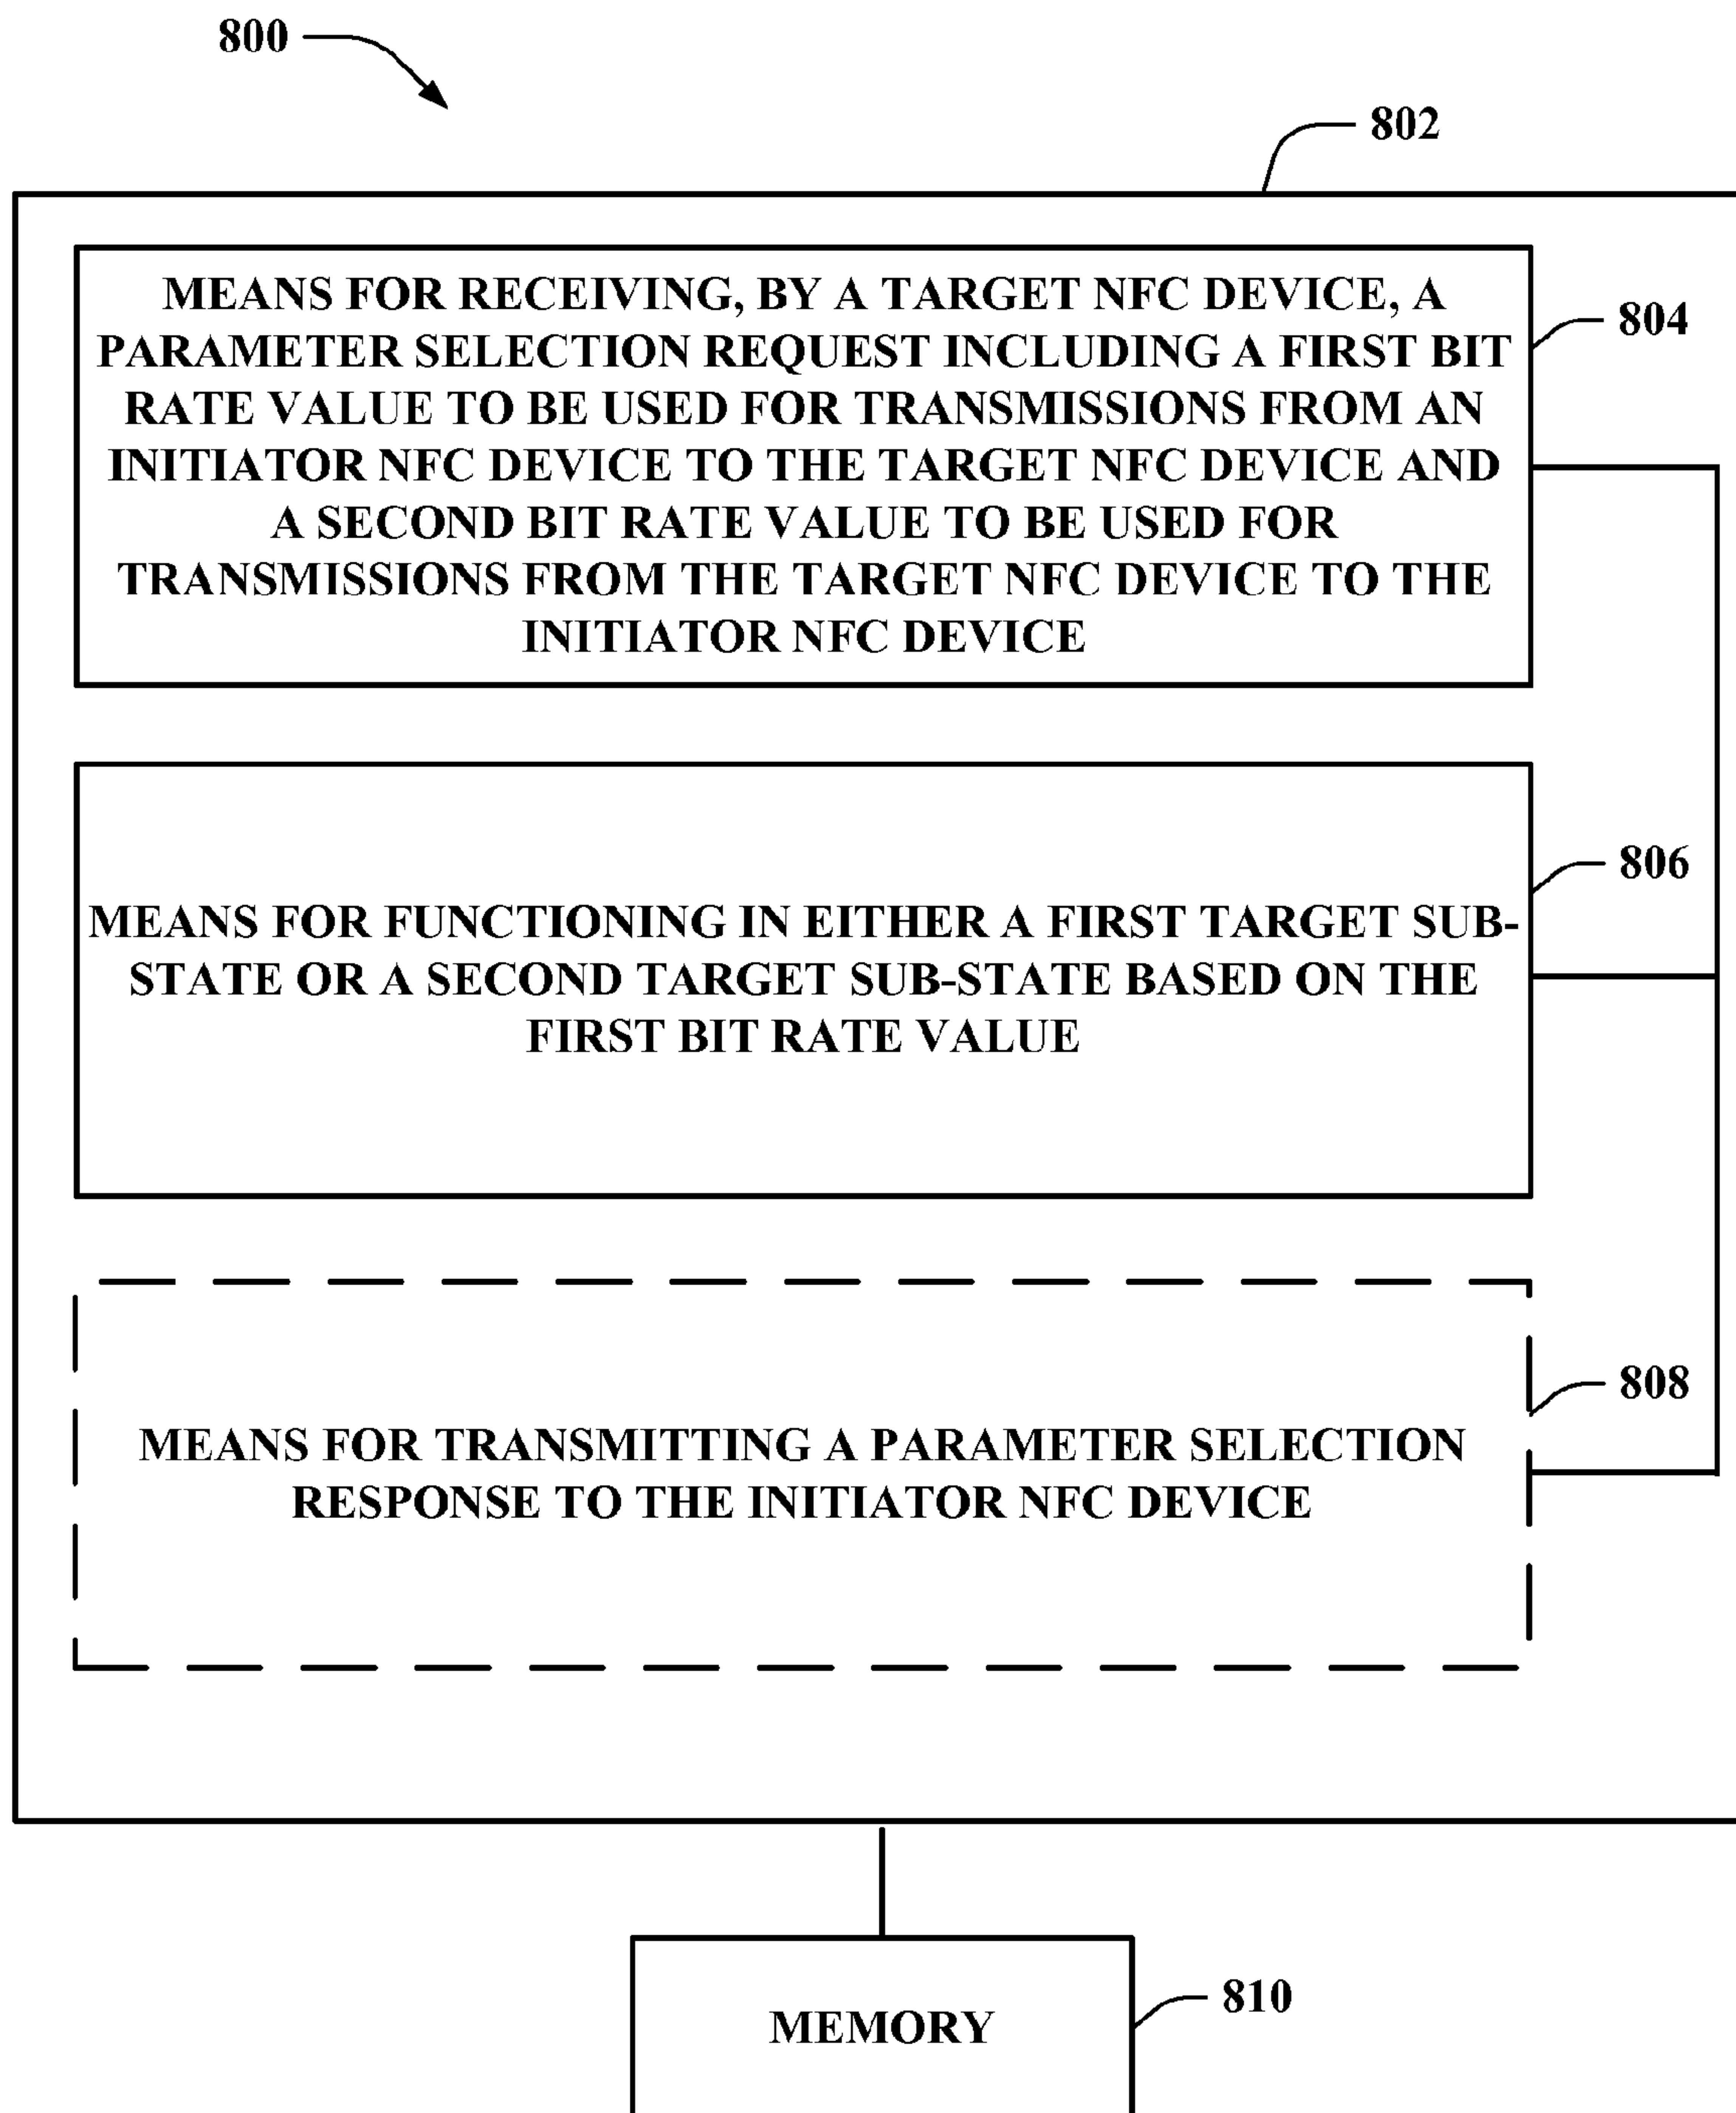 800
802
MEANS FOR RECEIVING, BY A TARGET NFC DEVICE, A
PARAMETER SELECTION REQUEST INCLUDING A FIRST BIT
RATE VALUE TO BE USED FOR TRANSMISSIONS FROM AN
INITIATOR NFC DEVICE TO THE TARGET NFC DEVICE AND
A SECOND BIT RATE VALUE TO BE USED FOR
TRANSMISSIONS FROM THE TARGET NFC DEVICE TO THE
INITIATOR NFC DEVICE
804
806
MEANS FOR FUNCTIONING IN EITHER A FIRST TARGET SUB-
STATE OR A SECOND TARGET SUB-STATE BASED ON THE
FIRST BIT RATE VALUE
808
MEANS FOR TRANSMITTING A PARAMETER SELECTION
RESPONSE TO THE INITIATOR NFC DEVICE
810
MEMORY